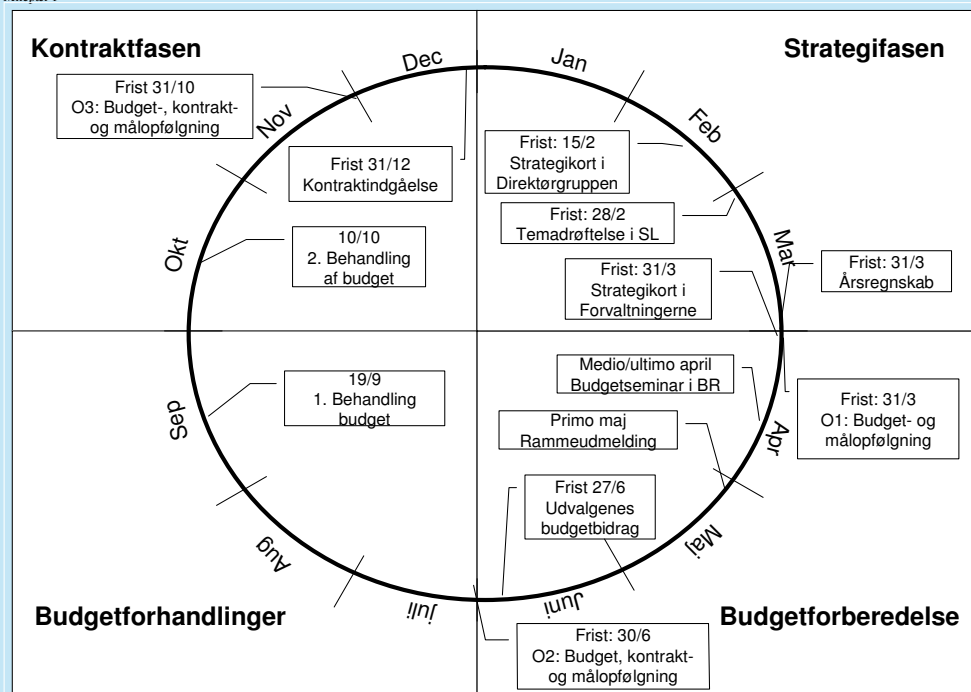 Kontraktfasen
Strategifasen
Dec
Jan
Frist 31/10
O3: Budget-, kontrakt-
og målopfølgning
Nov
Feb
Frist: 15/2
Strategikort i
Direktørgruppen
Frist 31/12
Kontraktindgåelse
Frist: 28/2
Temadrøftelse i SL
Okt
10/10
2. Behandling
af budget
Mar
Frist: 31/3
Strategikort i
Forvaltningerne
Frist: 31/3
Årsregnskab
Medio/ultimo april
Budgetseminar i BR
19/9
1. Behandling
budget
Frist: 31/3
O1: Budget- og
målopfølgning
Sep
Apr
Primo maj
Rammeudmelding
Frist 27/6
Udvalgenes
budgetbidrag
Aug
Maj
juli
Juni
Budgetforhandlinger
Budgetforberedelse
Frist: 30/6
O2: Budget, kontrakt-
og målopfølgning